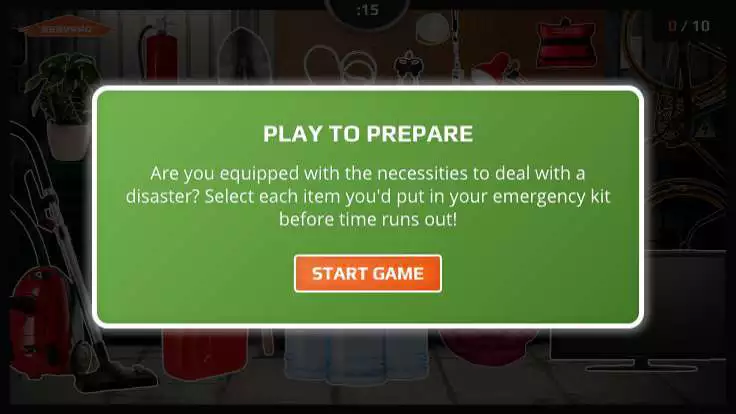 :15
0 / 10
PLAY TO PREPARE
Are you equipped with the necessities to deal with a
disaster? Select each item you'd put in your emergency kit
before time runs out!
START GAME